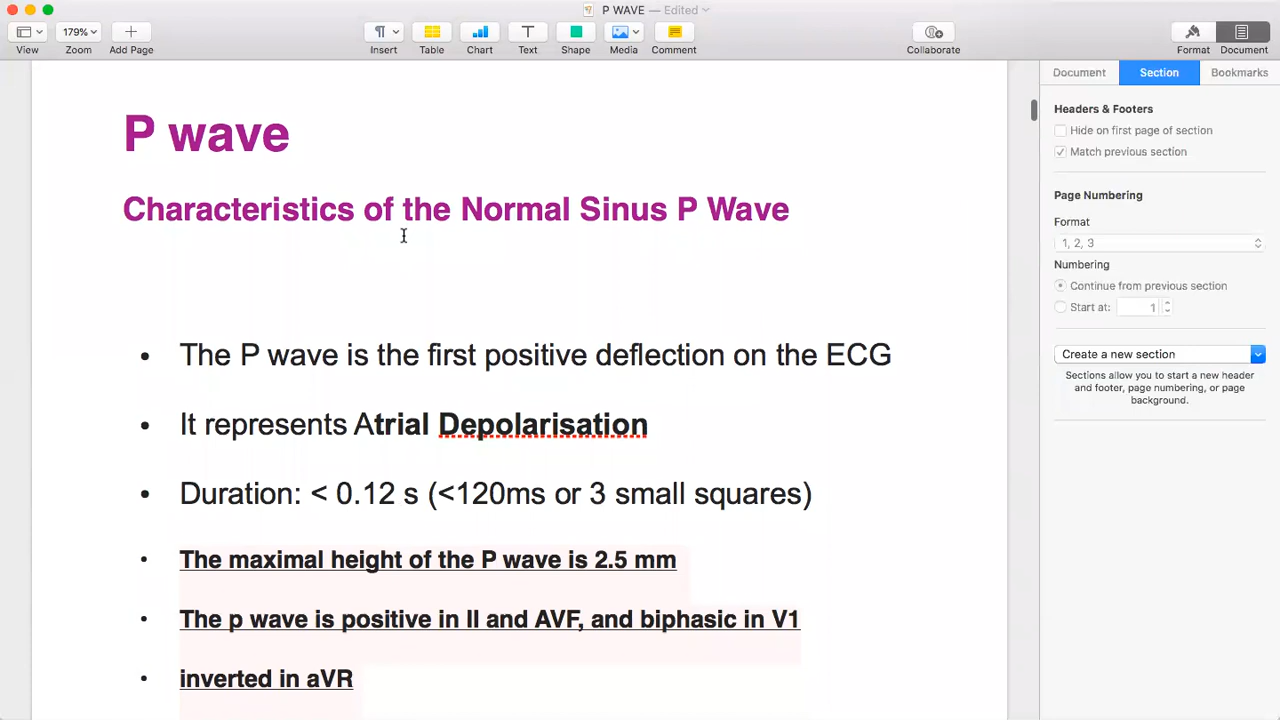 P WAVE — Edited
View
179%
Zoom
Add Page
Insert
Table
Chart
Text
Shape
Media
Comment
Collaborate
Format
Document
Document
Section
Bookmarks
P wave
Characteristics of the Normal Sinus P Wave
• The P wave is the first positive deflection on the ECG
• It represents Atrial Depolarisation
• Duration: < 0.12 s (<120ms or 3 small squares)
• The maximal height of the P wave is 2.5 mm
• The p wave is positive in II and AVF, and biphasic in V1
• inverted in aVR
Headers & Footers
Hide on first page of section
Match previous section
Page Numbering
Format
1, 2, 3
Numbering
Continue from previous section
Start at: 1
Create a new section
Sections allow you to start a new header
and footer, page numbering, or page
background.